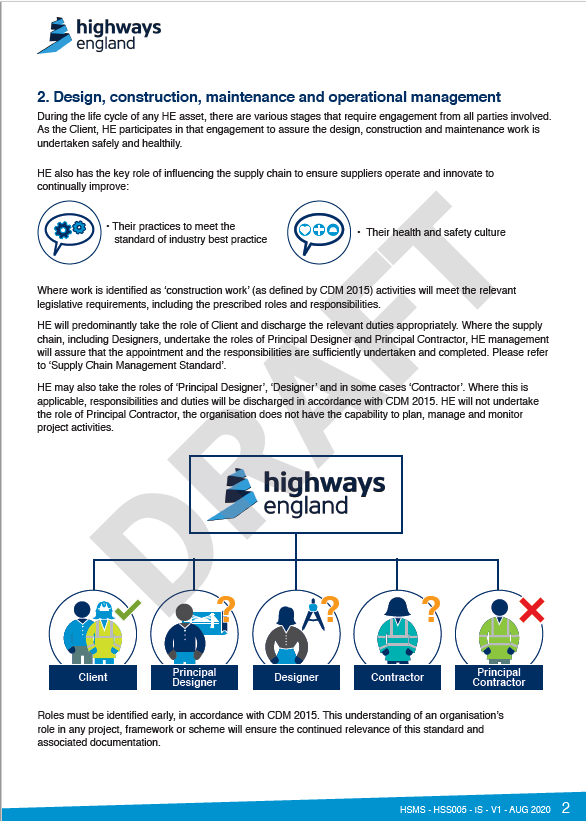 highways
england
2. Design, construction, maintenance and operational management
During the life cycle of any HE asset, there are various stages that require engagement from all parties involved.
As the Client, HE participates in that engagement to assure the design, construction and maintenance work is
undertaken safely and healthily.
HE also has the key role of influencing the supply chain to ensure suppliers operate and innovate to
continually improve:
• Their practices to meet the
standard of industry best practice
• Their health and safety culture
Where work is identified as ‘construction work’ (as defined by CDM 2015) activities will meet the relevant
legislative requirements, including the prescribed roles and responsibilities.
HE will predominantly take the role of Client and discharge the relevant duties appropriately. Where the supply
chain, including Designers, undertake the roles of Principal Designer and Principal Contractor, HE management
will assure that the appointment and the responsibilities are sufficiently undertaken and completed. Please refer
to ‘Supply Chain Management Standard’.
HE may also take the roles of ‘Principal Designer’, ‘Designer’ and in some cases ‘Contractor’. Where this is
applicable, responsibilities and duties will be discharged in accordance with CDM 2015. HE will not undertake
the role of Principal Contractor, the organisation does not have the capability to plan, manage and monitor
project activities.
DRAFT
highways
england
? ? ?
Client
Principal
Designer
Designer
Contractor
Principal
Contractor
Roles must be identified early, in accordance with CDM 2015. This understanding of an organisation’s
role in any project, framework or scheme will ensure the continued relevance of this standard and
associated documentation.
HSMS - HSS005 - IS - V1 - AUG 2020 2